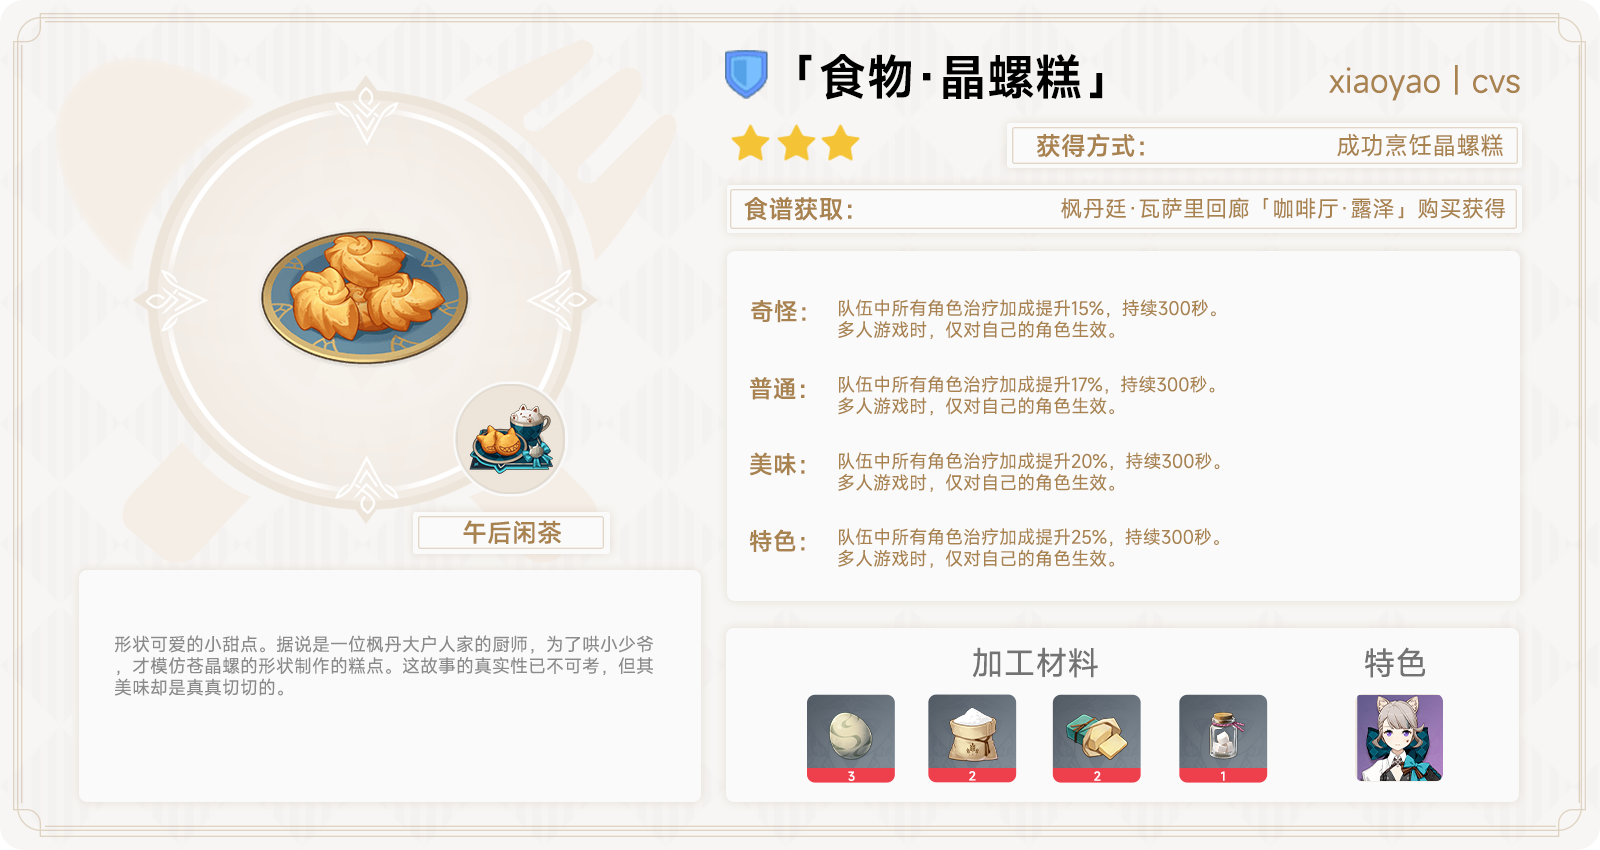 「食物·晶螺糕」
xiaoyao | cvs
获得方式：
成功烹饪晶螺糕
食谱获取：
枫丹廷·瓦萨里回廊「咖啡厅·露泽」购买获得
奇怪：
队伍中所有角色治疗加成提升15%，持续300秒。
多人游戏时，仅对自己的角色生效。
普通：
队伍中所有角色治疗加成提升17%，持续300秒。
多人游戏时，仅对自己的角色生效。
美味：
队伍中所有角色治疗加成提升20%，持续300秒。
多人游戏时，仅对自己的角色生效。
特色：
队伍中所有角色治疗加成提升25%，持续300秒。
多人游戏时，仅对自己的角色生效。
午后闲茶
形状可爱的小甜点。据说是一位枫丹大户人家的厨师，为了哄小少爷
，才模仿苍晶螺的形状制作的糕点。这故事的真实性已不可考，但其
美味却是真真切切的。
加工材料
特色
3
2
2
1